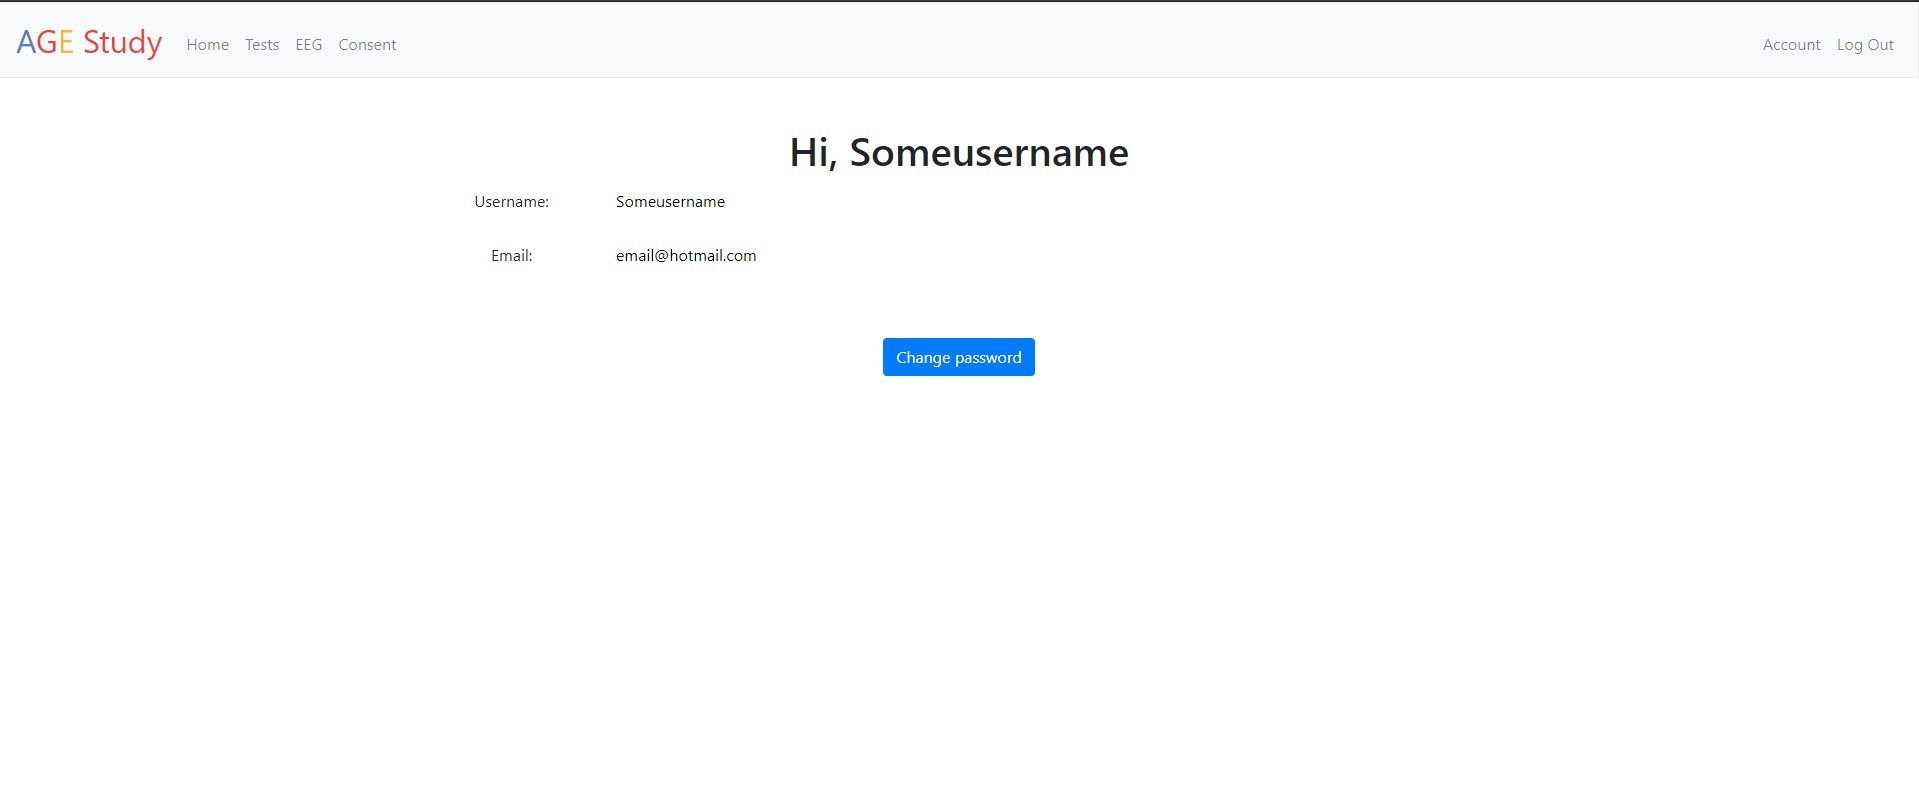 AGE Study Home Tests EEG Consent Account Log Out
Hi, Someusername
Username: Someusername
Email: email@hotmail.com
Change password